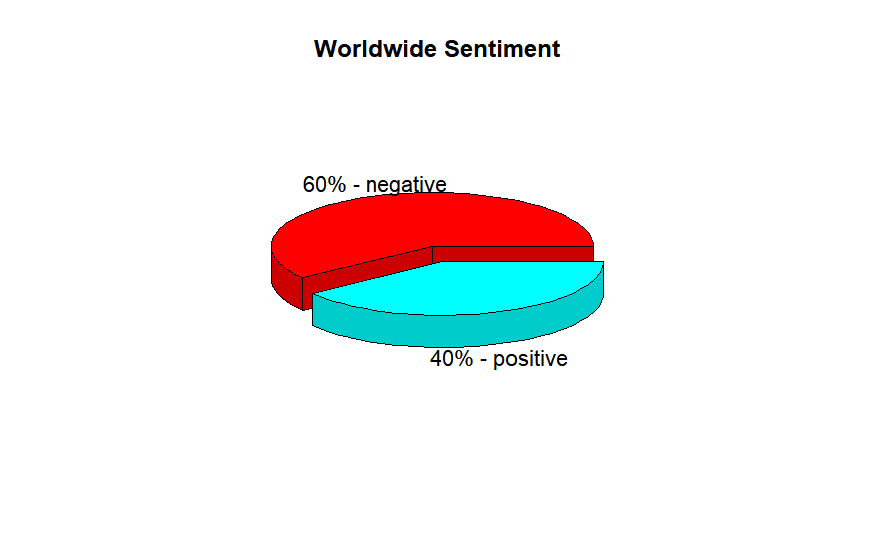 Worldwide Sentiment
60% - negative
40% - positive